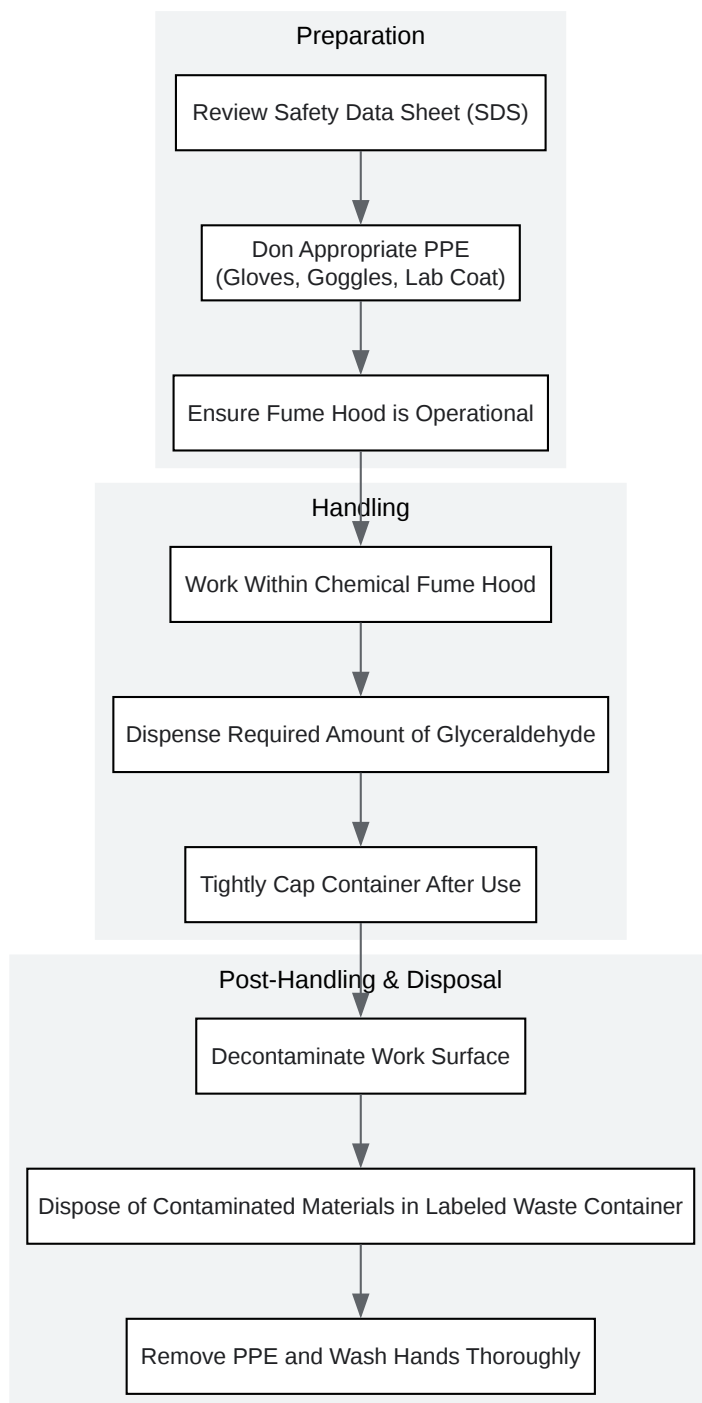 Preparation
Review Safety Data Sheet (SDS)
Don Appropriate PPE
(Gloves, Goggles, Lab Coat)
Ensure Fume Hood is Operational
Handling
Work Within Chemical Fume Hood
Dispense Required Amount of Glyceraldehyde
Tightly Cap Container After Use
Post-Handling & Disposal
Decontaminate Work Surface
Dispose of Contaminated Materials in Labeled Waste Container
Remove PPE and Wash Hands Thoroughly